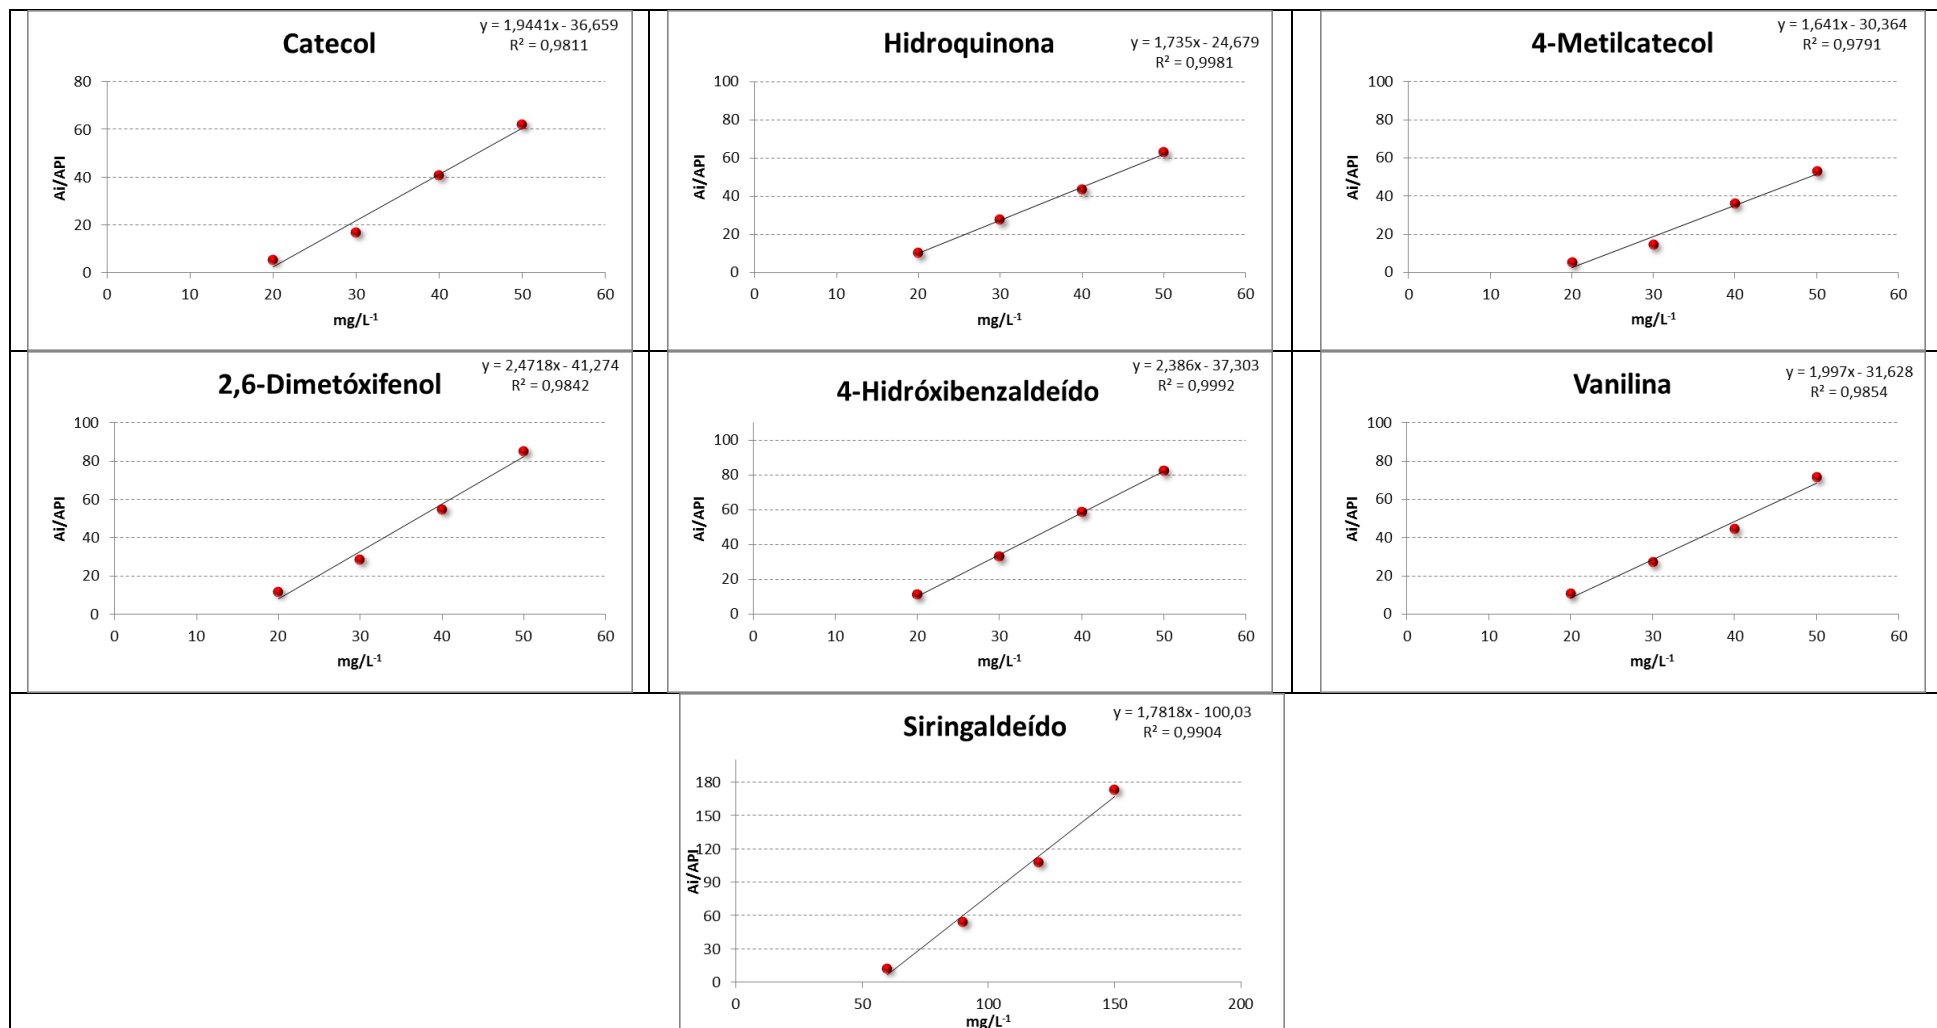 Catecol
y = 1,9441x - 36,659
R² = 0,9811
80
60
40
20
0
0 10 20 30 40 50 60
Ai/API
mg/L⁻¹
Hidroquinona
y = 1,735x - 24,679
R² = 0,9981
100
80
60
40
20
0
0 10 20 30 40 50 60
Ai/API
mg/L⁻¹
4-Metilcatecol
y = 1,641x - 30,364
R² = 0,9791
100
80
60
40
20
0
0 10 20 30 40 50 60
Ai/API
mg/L⁻¹
2,6-Dimetóxifenol
y = 2,4718x - 41,274
R² = 0,9842
100
80
60
40
20
0
0 10 20 30 40 50 60
Ai/API
mg/L⁻¹
4-Hidróxibenzaldeído
y = 2,386x - 37,303
R² = 0,9992
100
80
60
40
20
0
0 10 20 30 40 50 60
Ai/API
mg/L⁻¹
Vanilina
y = 1,997x - 31,628
R² = 0,9854
100
80
60
40
20
0
0 10 20 30 40 50 60
Ai/API
mg/L⁻¹
Siringaldeído
y = 1,7818x - 100,03
R² = 0,9904
180
150
120
90
60
30
0
0 50 100 150 200
Ai/API
mg/L⁻¹